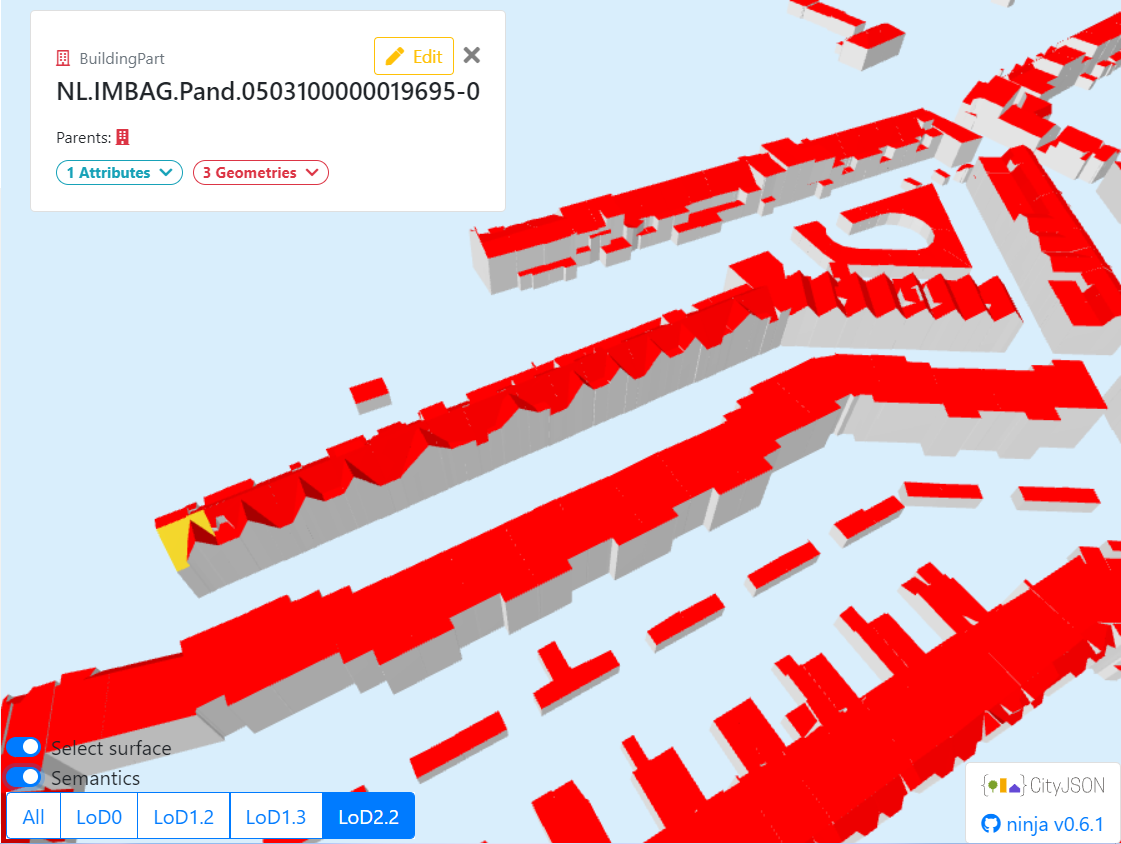 BuildingPart
Edit
NL.IMBAG.Pand.0503100000019695-0
Parents:
1 Attributes
3 Geometries
Select surface
Semantics
All
LoD0
LoD1.2
LoD1.3
LoD2.2
CityJSON
ninja v0.6.1